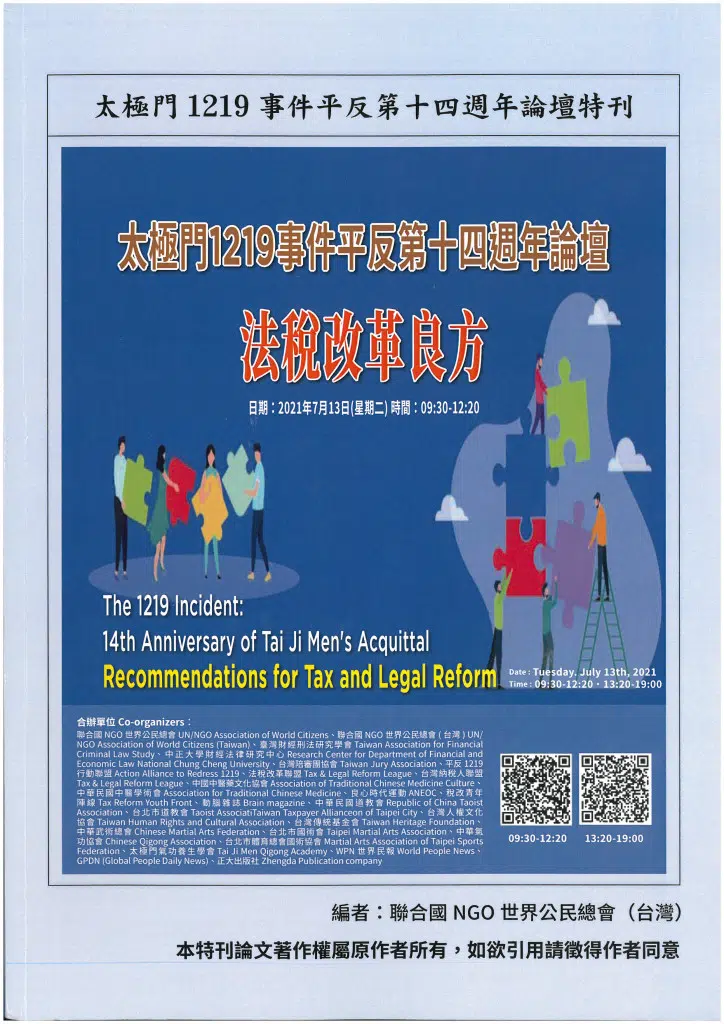 太極門 1219 事件平反第十四週年論壇特刊
太極門1219事件平反第十四週年論壇
法稅改革良方
日期：2021年7月13日(星期二) 時間：09:30-12:20
The 1219 Incident:
14th Anniversary of Tai Ji Men's Acquittal
Recommendations for Tax and Legal Reform
Date : Tuesday. July 13th, 2021
Time : 09:30-12:20、13:20-19:00
合辦單位 Co-organizers：
聯合國 NGO 世界公民總會 UN/NGO Association of World Citizens、聯合國 NGO 世界公民總會 ( 台灣 ) UN/
NGO Association of World Citizens (Taiwan)、臺灣財經刑法研究學會 Taiwan Association for Financial
Criminal Law Study、中正大學財經法律研究中心 Research Center for Department of Financial and
Economic Law National Chung Cheng University、台灣陪審團協會 Taiwan Jury Association、平反 1219
行動聯盟 Action Alliance to Redress 1219、法稅改革聯盟 Tax & Legal Reform League、台灣納稅人聯盟
Tax & Legal Reform League、中國中醫藥文化協會 Association of Traditional Chinese Medicine Culture、
中華民國中醫學術會 Association for Traditional Chinese Medicine、良心時代運動 ANEOC、稅改青年
陣線 Tax Reform Youth Front、動腦雜誌 Brain magazine、中華民國道教會 Republic of China Taoist
Association、台北市道教會 Taoist AssociatiTaiwan Taxpayer Allianceon of Taipei City、台灣人權文化
協會 Taiwan Human Rights and Cultural Association、台灣傳統基金會 Taiwan Heritage Foundation、
中華武術總會 Chinese Martial Arts Federation、台北市國術會 Taipei Martial Arts Association、中華氣
功協會 Chinese Qigong Association、台北市體育總會國術協會 Martial Arts Association of Taipei Sports
Federation、太極門氣功養生學會 Tai Ji Men Qigong Academy、WPN 世界民報 World People News、
GPDN (Global People Daily News)、正大出版社 Zhengda Publication company
09:30-12:20
13:20-19:00
編者：聯合國 NGO 世界公民總會（台灣）
本特刊論文著作權屬原作者所有，如欲引用請徵得作者同意